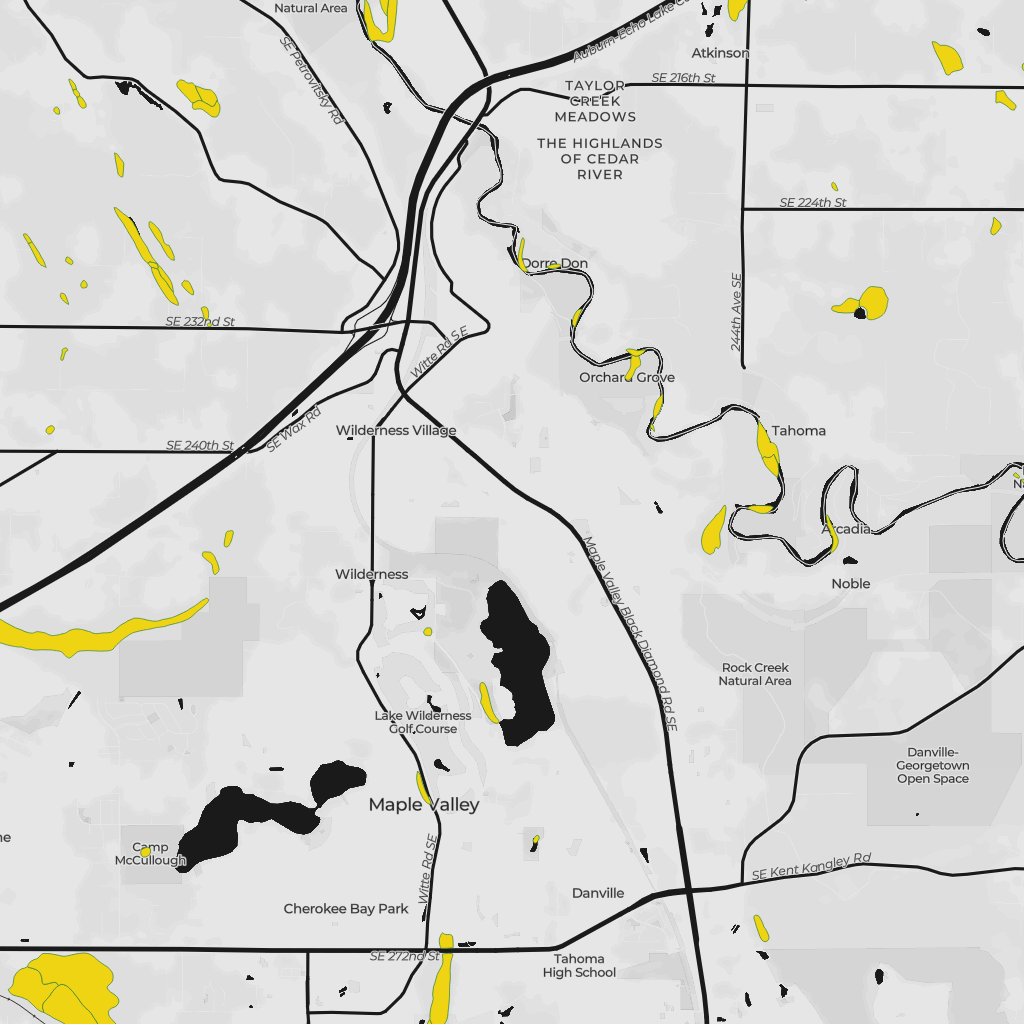 Natural Area
Auburn-Echo Lake C
Atkinson
SE Petrovitsky Rd
SE 216th St
TAYLOR
CREEK
MEADOWS
THE HIGHLANDS
OF CEDAR
RIVER
SE 224th St
Dorre Don
244th Ave SE
SE 232nd St
Witte Rd SE
Orchard Grove
SE Wax Rd
Wilderness Village
Tahoma
SE 240th St
Arcadia
Maple Valley Black Diamond Rd SE
Wilderness
Noble
Rock Creek
Natural Area
Lake Wilderness
Golf Course
Danville-
Georgetown
Open Space
Maple Valley
Camp
McCullough
Witte Rd SE
SE Kent Kangley Rd
Danville
Cherokee Bay Park
SE 272nd St
Tahoma
High School